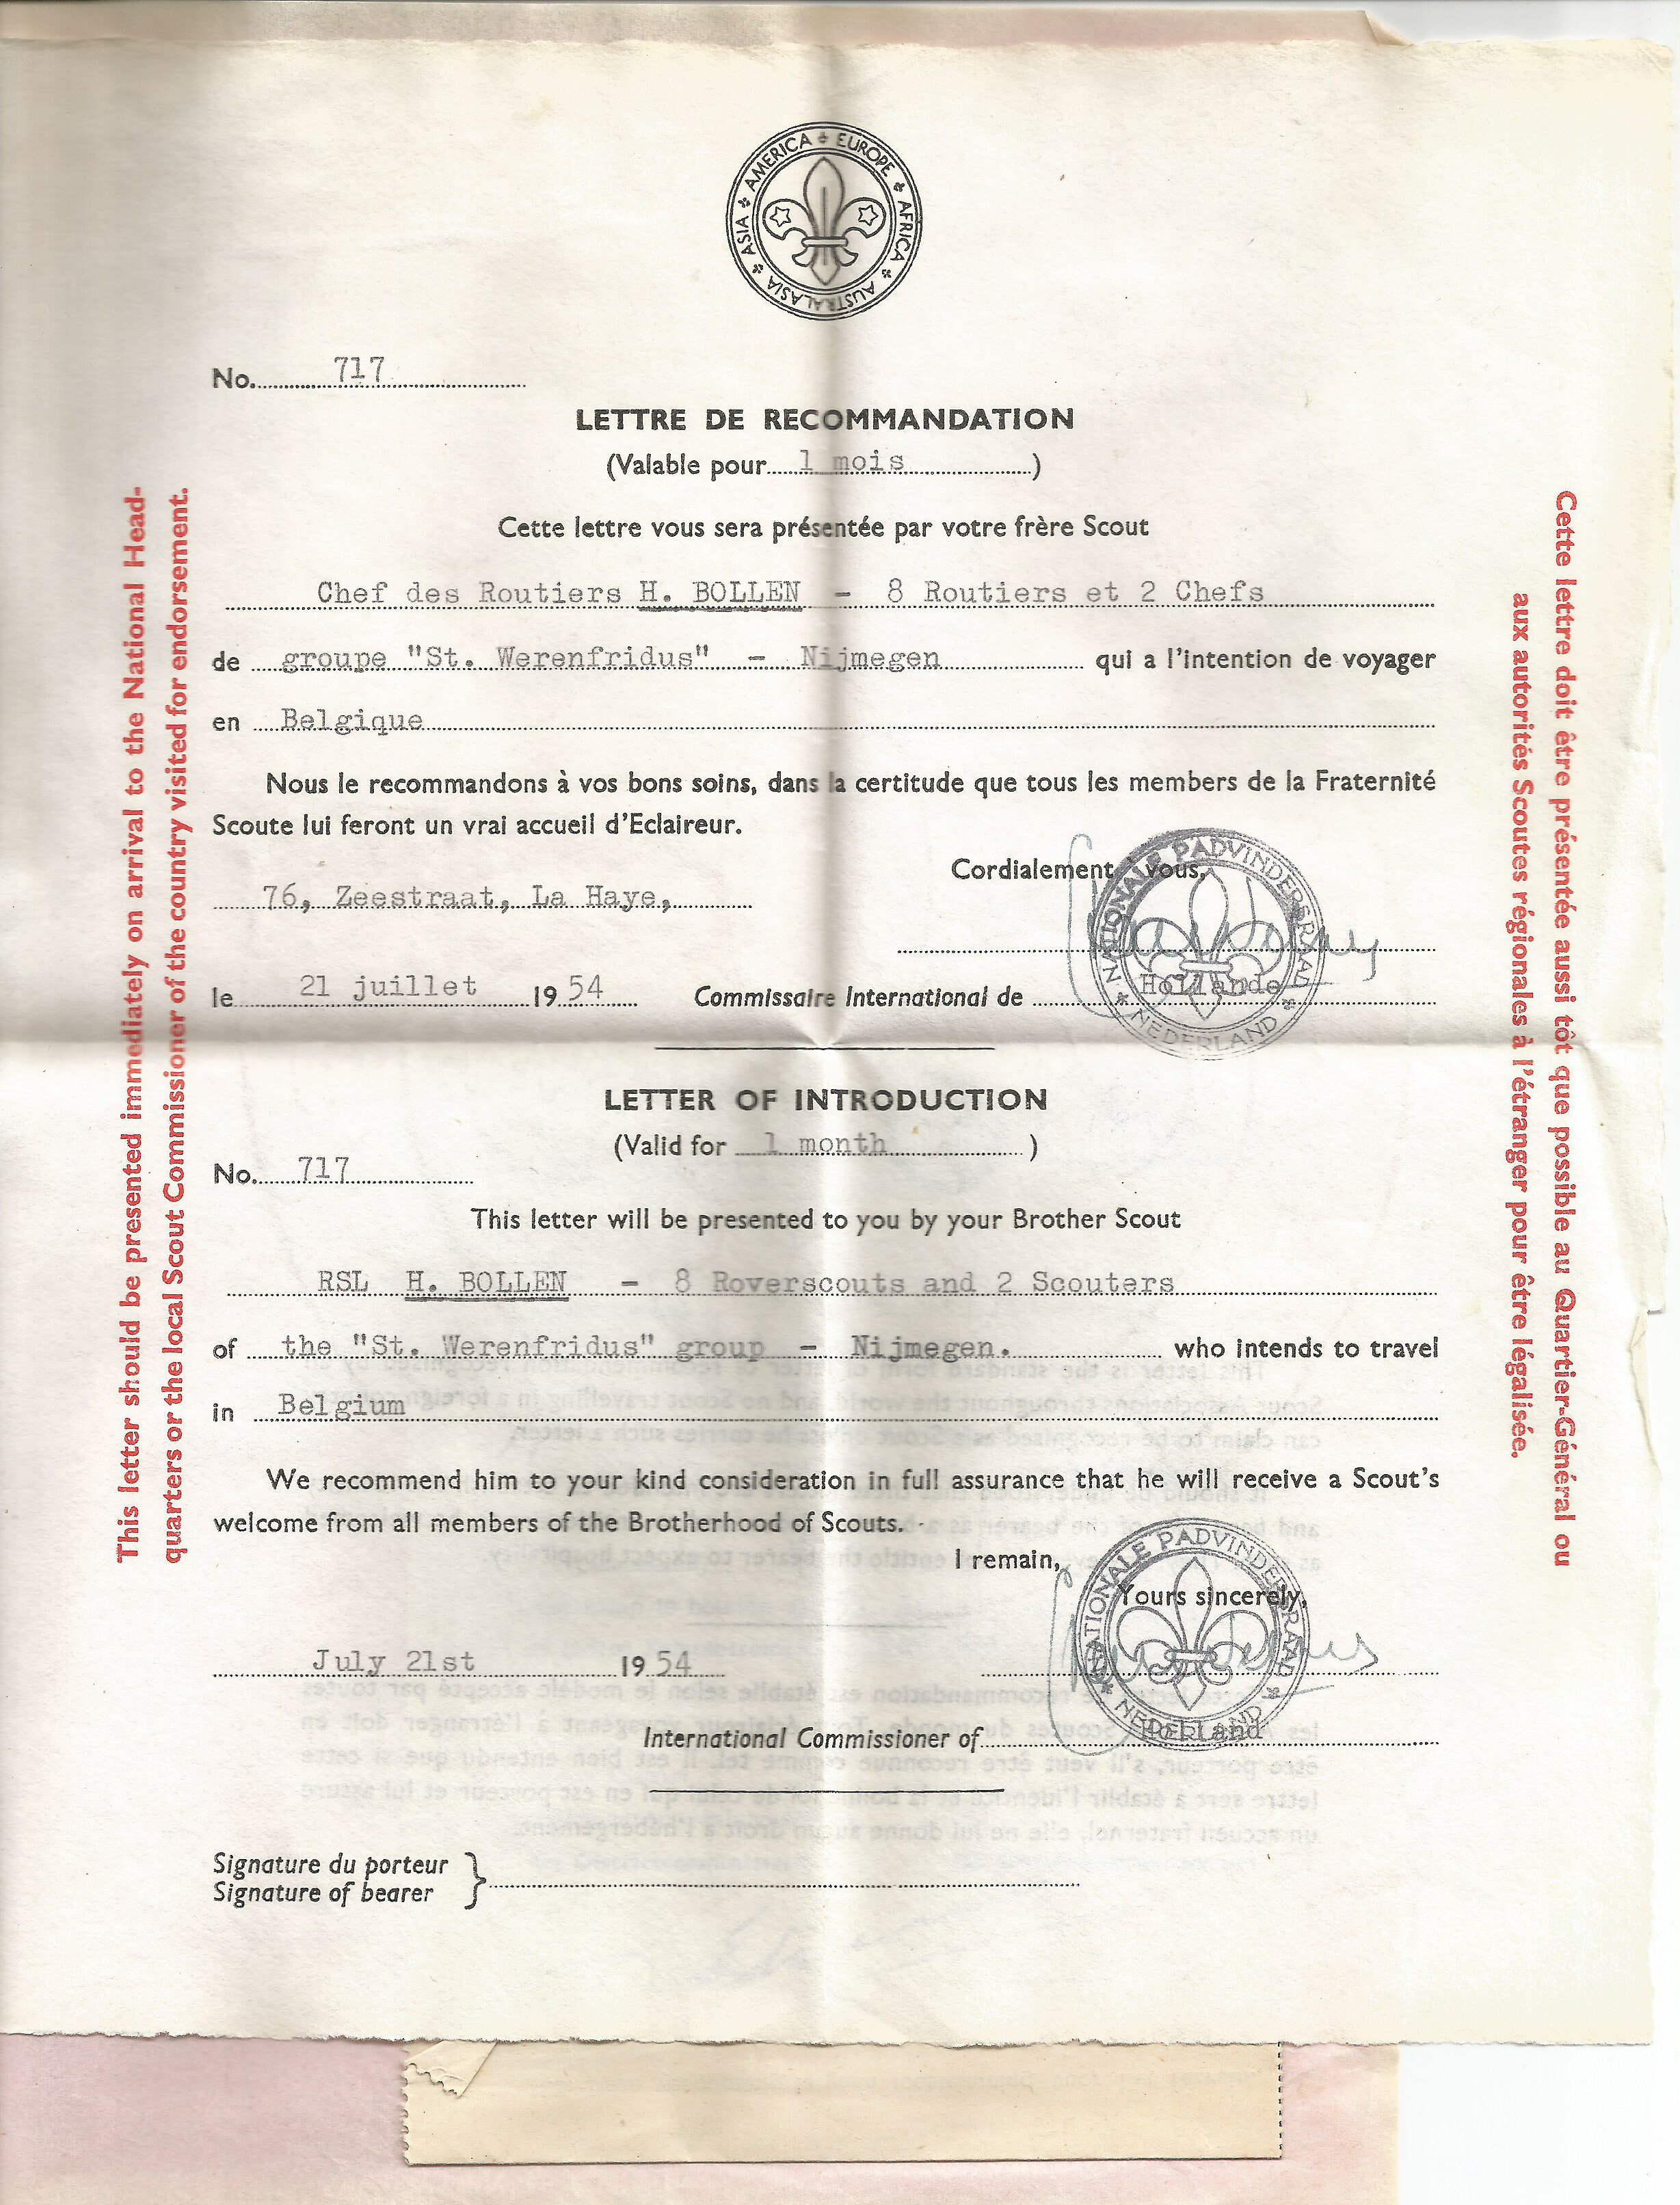 AMERICA EUROPE AFRICA AUSTRALASIA ASIA
No. 717
LETTRE DE RECOMMANDATION
(Valable pour 1 mois)
Cette lettre vous sera présentée par votre frère Scout
Chef des Routiers H. BOLLEN - 8 Routiers et 2 Chefs
de groupe "St. Werenfridus" - Nijmegen qui a l'intention de voyager
en Belgique
Nous le recommandons à vos bons soins, dans la certitude que tous les members de la Fraternité
Scoute lui feront un vrai accueil d'Eclaireur.
Cordialement à vous,
76, Zeestraat, La Haye,
le 21 juillet 1954 Commissaire International de Hollande
NATIONALE PADVINDERSRAAD
NEDERLAND
LETTER OF INTRODUCTION
(Valid for 1 month)
No. 717
This letter will be presented to you by your Brother Scout
RSL H. BOLLEN - 8 Roverscouts and 2 Scouters
of the "St. Werenfridus" group - Nijmegen. who intends to travel
in Belgium
We recommend him to your kind consideration in full assurance that he will receive a Scout's
welcome from all members of the Brotherhood of Scouts.
I remain,
Yours sincerely,
July 21st 1954
International Commissioner of Holland
NATIONALE PADVINDERSRAAD
NEDERLAND
Signature du porteur
Signature of bearer
This letter should be presented immediately on arrival to the National Head-
quarters or the local Scout Commissioner of the country visited for endorsement.
Cette lettre doit être présentée aussi tôt que possible au Quartier-Général ou
aux autorités Scoutes régionales à l'étranger pour être légalisée.